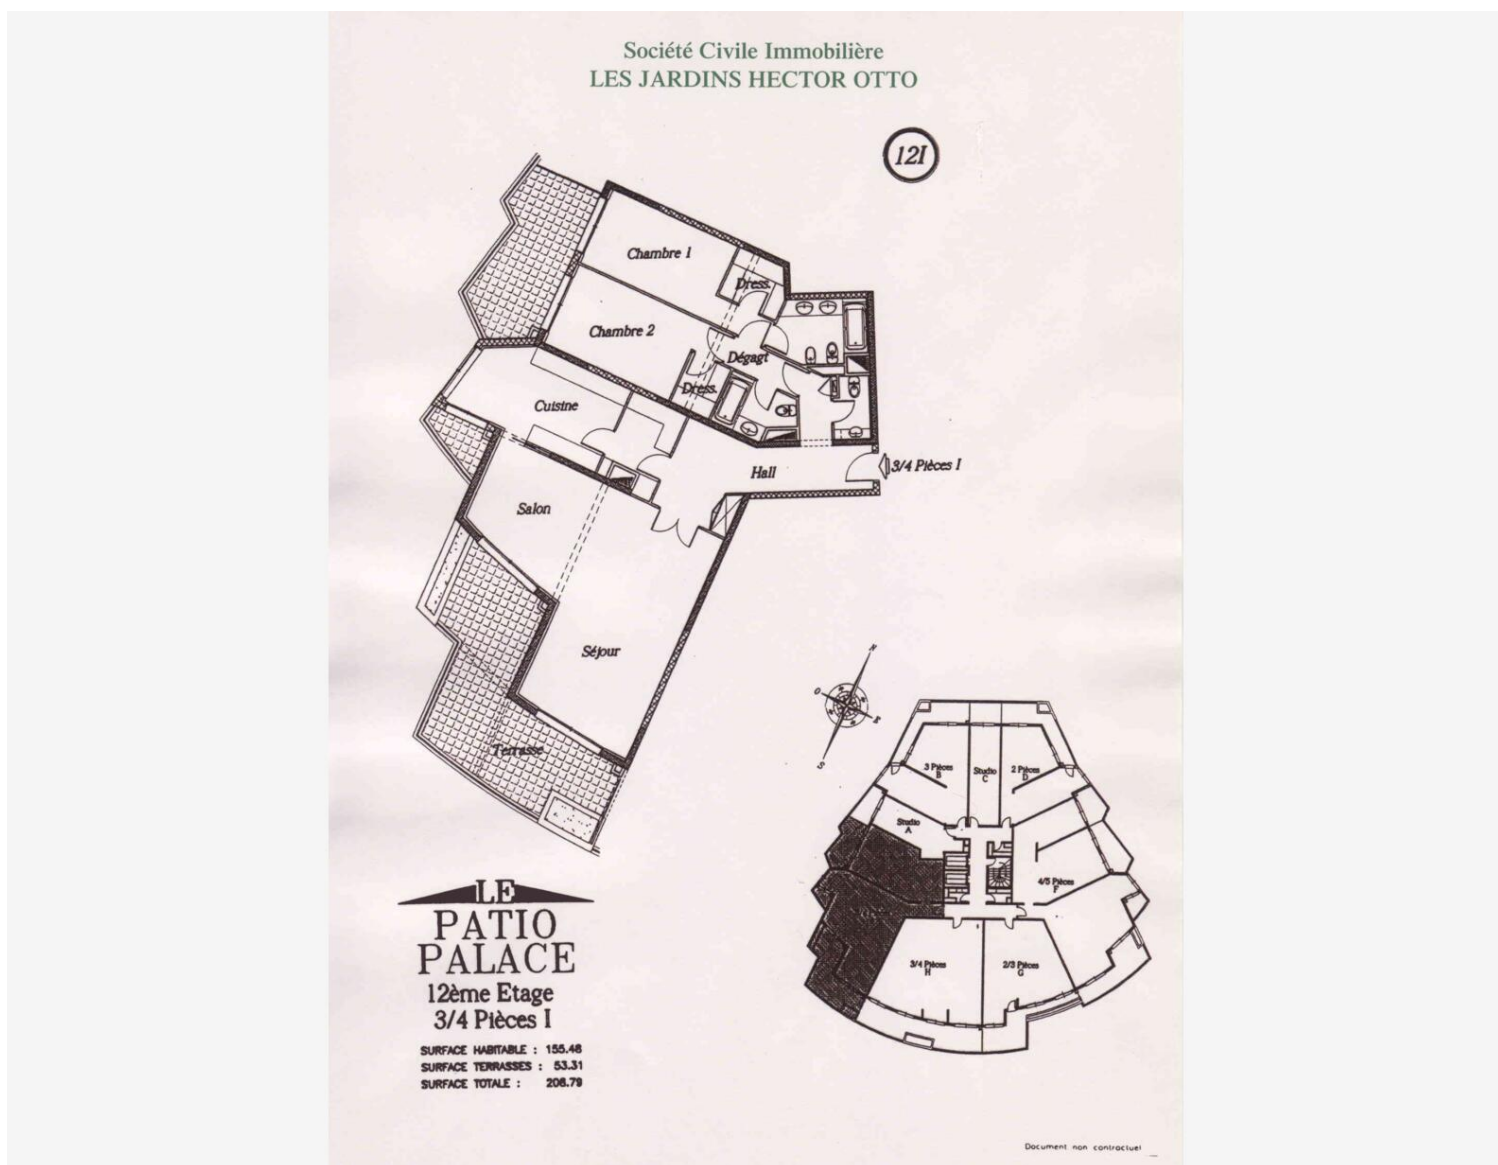 Société Civile Immobilière
LES JARDINS HECTOR OTTO
12I
Chambre 1
Dress.
Chambre 2
Dégagt
Dress.
Cuisine
Hall
3/4 Pièces I
Salon
Séjour
Terrasse
N
O
E
S
3 Pièces
B
Studio
C
2 Pièces
D
Studio
A
4/5 Pièces
F
3/4 Pièces
H
2/3 Pièces
G
LE
PATIO
PALACE
12ème Etage
3/4 Pièces I
SURFACE HABITABLE : 155.48
SURFACE TERRASSES : 53.31
SURFACE TOTALE : 208.79
Document non contractuel